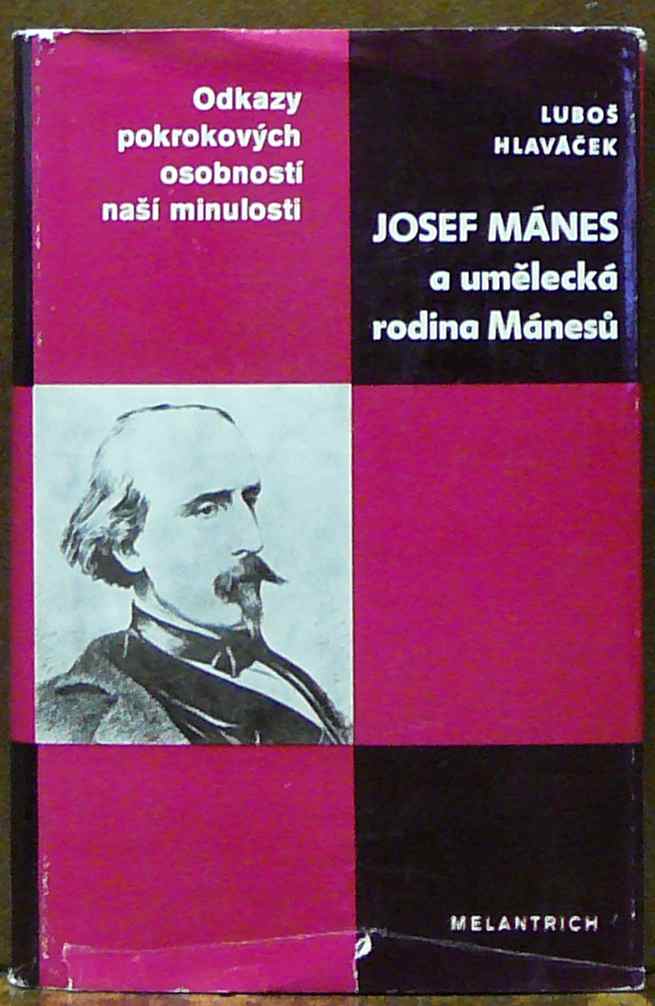 Odkazy
pokrokových
osobností
naší minulosti
LUBOŠ
HLAVÁČEK
JOSEF MÁNES
a umělecká
rodina Mánesů
MELANTRICH